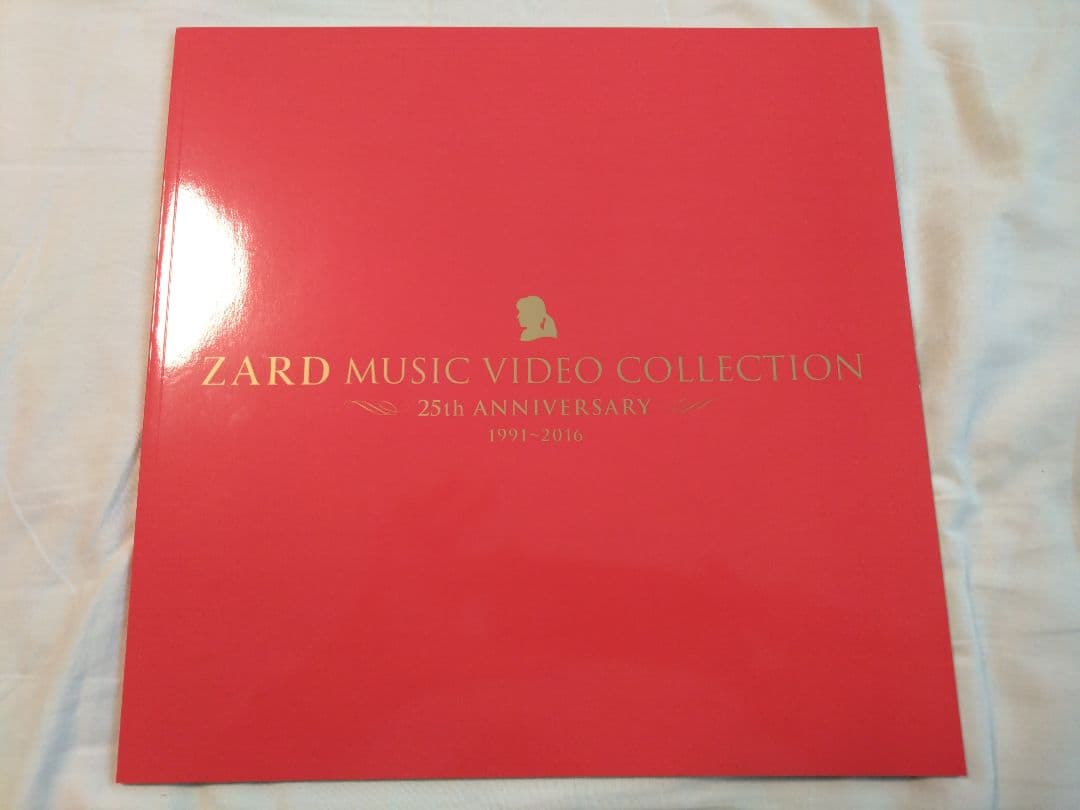 ZARD MUSIC VIDEO COLLECTION
25th ANNIVERSARY
1991~2016